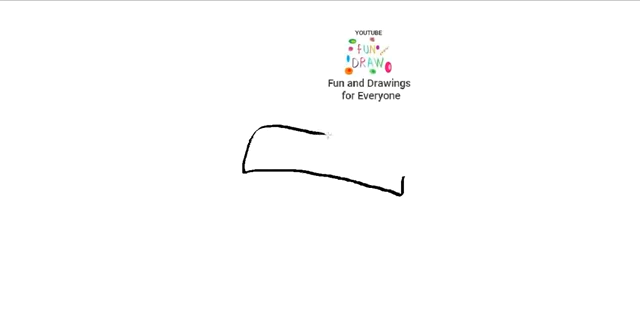 YOUTUBE
FUN
DRAW
Fun and Drawings
for Everyone